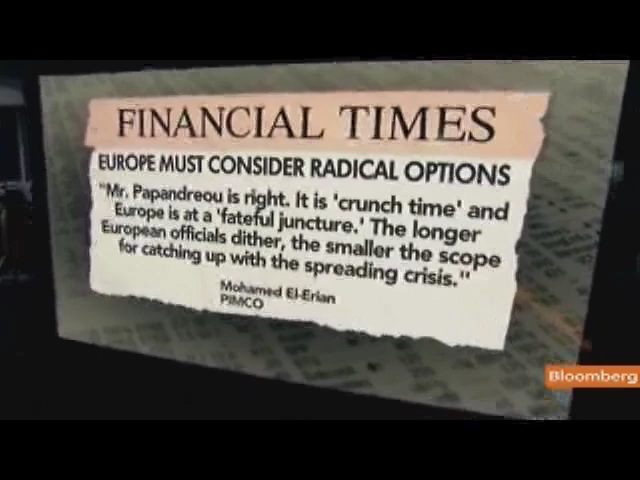 FINANCIAL TIMES
EUROPE MUST CONSIDER RADICAL OPTIONS
"Mr. Papandreou is right. It is 'crunch time' and
Europe is at a 'fateful juncture.' The longer
European officials dither, the smaller the scope
for catching up with the spreading crisis."
Mohamed El-Erian
PIMCO
Bloomberg